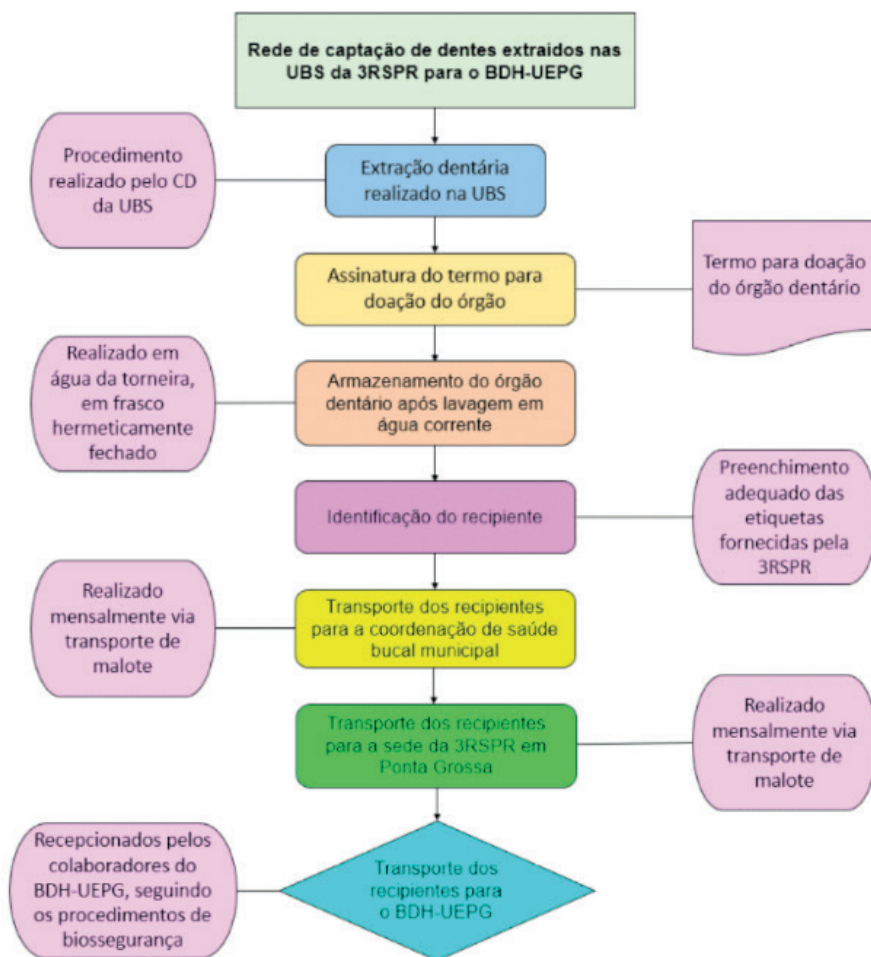 Rede de captação de dentes extraidos nas
UBS da 3RSPR para o BDH-UEPG
Procedimento
realizado pelo CD
da UBS
Extração dentária
realizado na UBS
Assinatura do termo para
doação do órgão
Termo para doação
do órgão dentário
Realizado em
água da torneira,
em frasco
hermeticamente
fechado
Armazenamento do órgão
dentário após lavagem em
água corrente
Identificação do recipiente
Preenchimento
adequado das
etiquetas
fornecidas pela
3RSPR
Realizado
mensalmente via
transporte de
malote
Transporte dos recipientes
para a coordenação de saúde
bucal municipal
Transporte dos recipientes
para a sede da 3RSPR em
Ponta Grossa
Realizado
mensalmente via
transporte de
malote
Recepcionados pelos
colaboradores do
BDH-UEPG, seguindo
os procedimentos de
biossegurança
Transporte dos
recipientes para
o BDH-UEPG